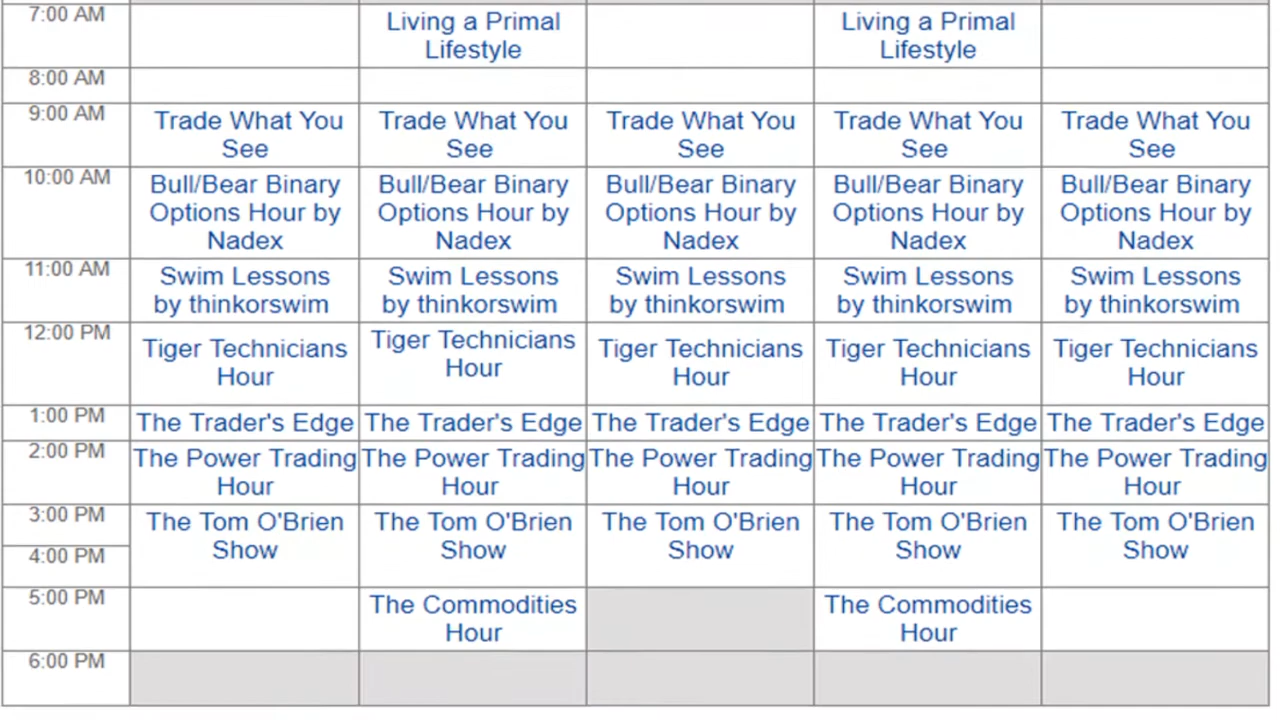 7:00 AM
Living a Primal
Lifestyle
Living a Primal
Lifestyle
8:00 AM
9:00 AM
Trade What You
See
Trade What You
See
Trade What You
See
Trade What You
See
Trade What You
See
10:00 AM
Bull/Bear Binary
Options Hour by
Nadex
Bull/Bear Binary
Options Hour by
Nadex
Bull/Bear Binary
Options Hour by
Nadex
Bull/Bear Binary
Options Hour by
Nadex
Bull/Bear Binary
Options Hour by
Nadex
11:00 AM
Swim Lessons
by thinkorswim
Swim Lessons
by thinkorswim
Swim Lessons
by thinkorswim
Swim Lessons
by thinkorswim
Swim Lessons
by thinkorswim
12:00 PM
Tiger Technicians
Hour
Tiger Technicians
Hour
Tiger Technicians
Hour
Tiger Technicians
Hour
Tiger Technicians
Hour
1:00 PM
The Trader's Edge
The Trader's Edge
The Trader's Edge
The Trader's Edge
The Trader's Edge
2:00 PM
The Power Trading
Hour
The Power Trading
Hour
The Power Trading
Hour
The Power Trading
Hour
The Power Trading
Hour
3:00 PM
The Tom O'Brien
Show
The Tom O'Brien
Show
The Tom O'Brien
Show
The Tom O'Brien
Show
The Tom O'Brien
Show
4:00 PM
5:00 PM
The Commodities
Hour
The Commodities
Hour
6:00 PM